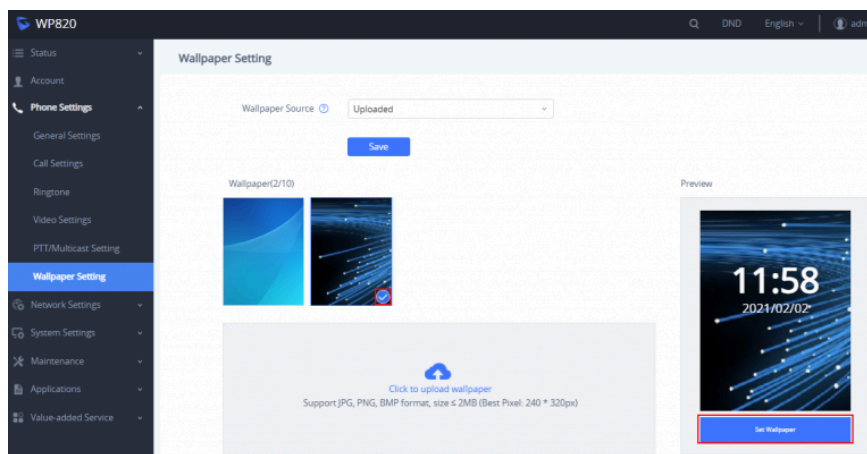 WP820
DND
English
adm
Status
Account
Phone Settings
General Settings
Call Settings
Ringtone
Video Settings
PTT/Multicast Setting
Wallpaper Setting
Network Settings
System Settings
Maintenance
Applications
Value-added Service
Wallpaper Setting
Wallpaper Source ?
Uploaded
Save
Wallpaper(2/10)
Click to upload wallpaper
Support JPG, PNG, BMP format, size ≤ 2MB (Best Pixel: 240 * 320px)
Preview
11:58
2021/02/02
Set Wallpaper